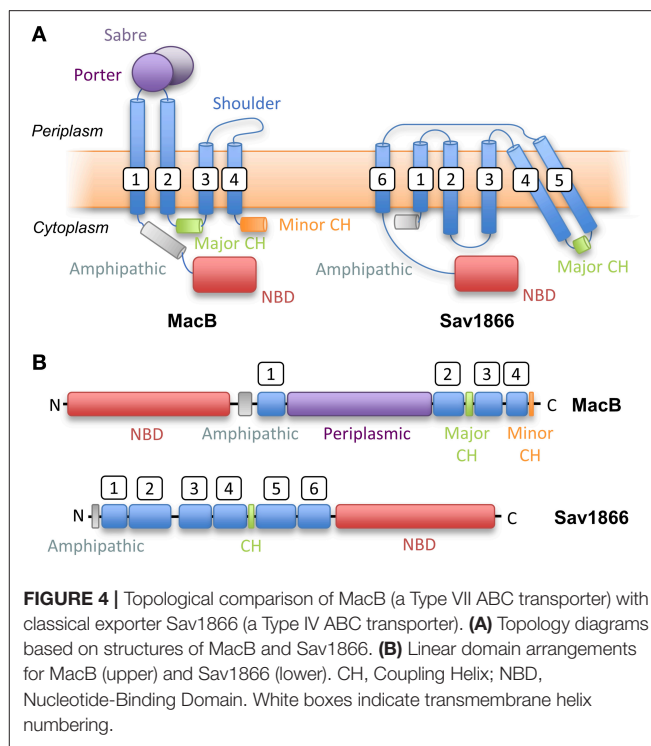 A
Sabre
Porter
Shoulder
Periplasm
1 2 3 4 6 1 2 3 4 5
Cytoplasm
Minor CH
Major CH
Amphipathic
NBD
MacB
Amphipathic
Major CH
NBD
Sav1866
B
1 2 3 4
N C MacB
NBD Amphipathic Periplasmic Major CH Minor CH
1 2 3 4 5 6
N C Sav1866
Amphipathic CH NBD
FIGURE 4 | Topological comparison of MacB (a Type VII ABC transporter) with
classical exporter Sav1866 (a Type IV ABC transporter). (A) Topology diagrams
based on structures of MacB and Sav1866. (B) Linear domain arrangements
for MacB (upper) and Sav1866 (lower). CH, Coupling Helix; NBD,
Nucleotide-Binding Domain. White boxes indicate transmembrane helix
numbering.